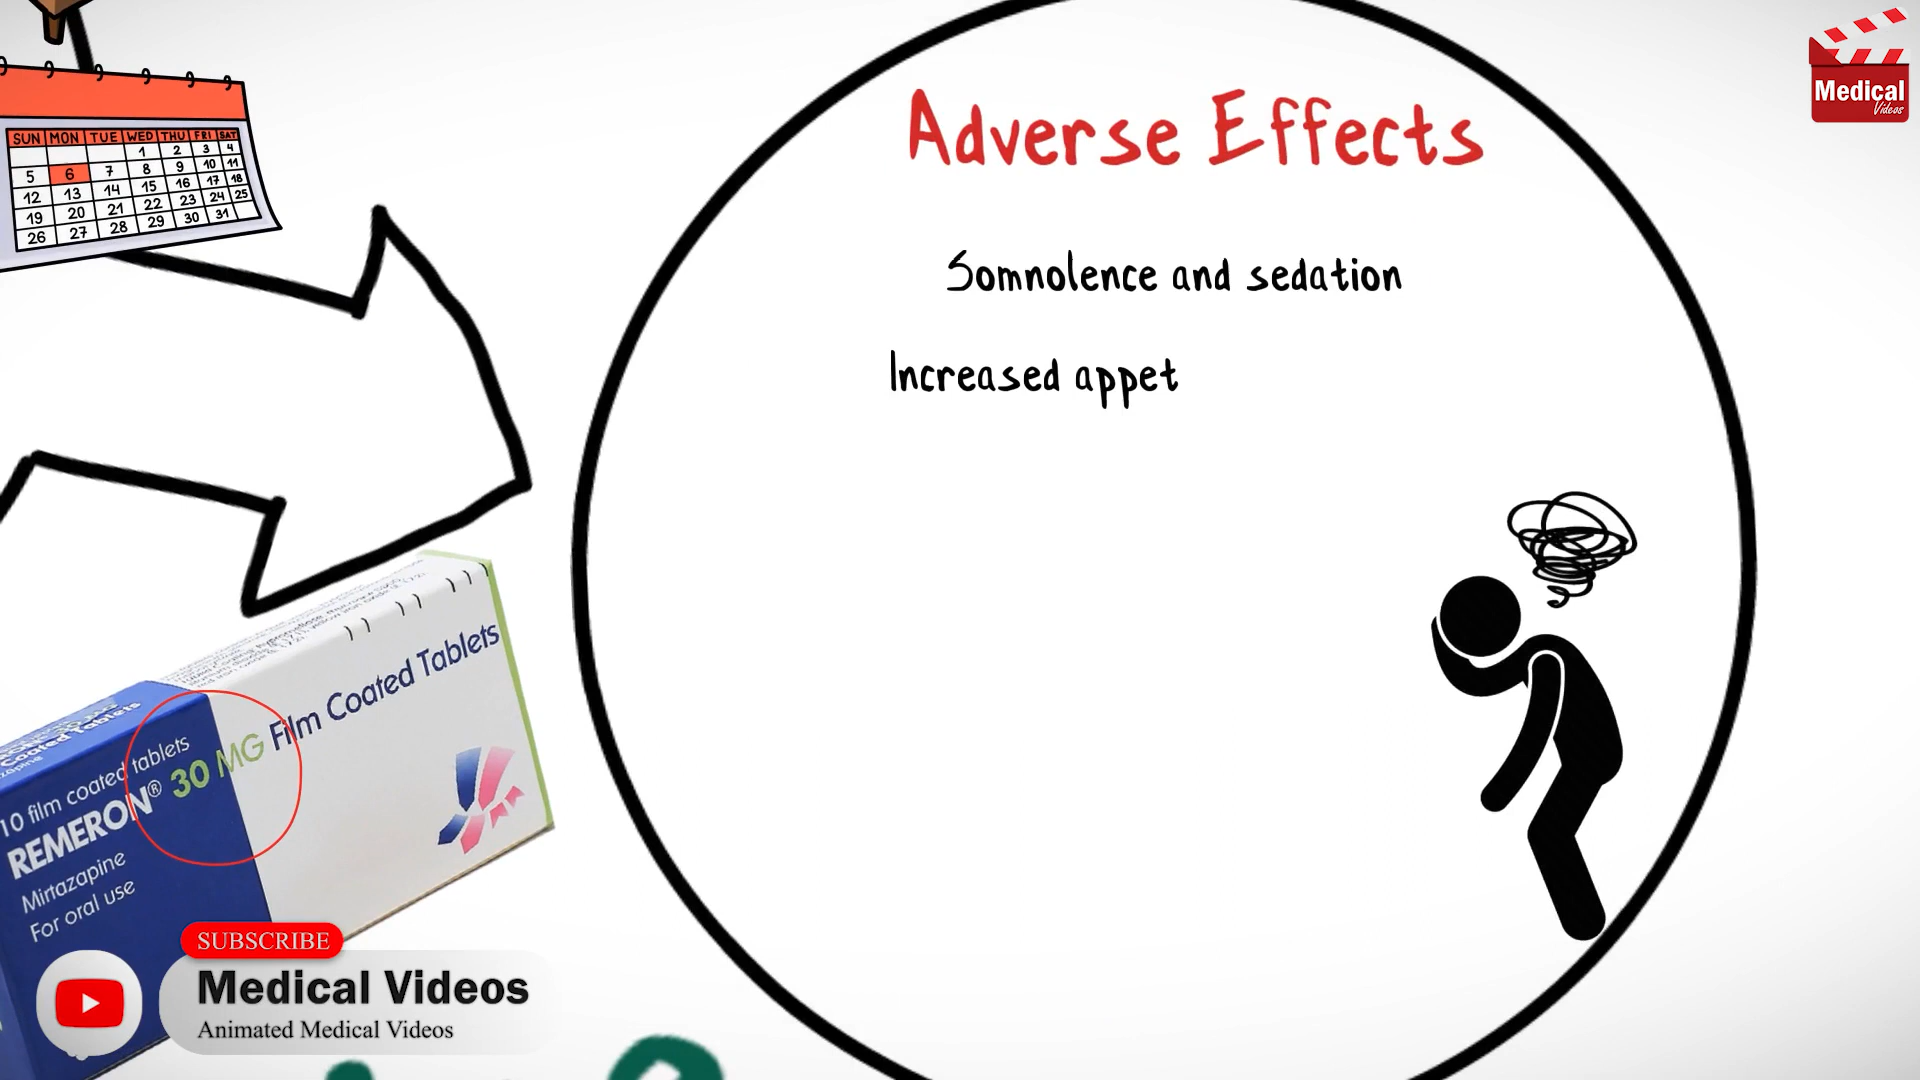 Medical
Videos
Adverse Effects
Somnolence and sedation
Increased appet
SUN MON TUE WED THU FRI SAT
1 2 3 4
5 6 7 8 9 10 11
12 13 14 15 16 17 18
19 20 21 22 23 24 25
26 27 28 29 30 31
10 film coated tablets
REMERON® 30 MG Film Coated Tablets
Mirtazapine
For oral use
SUBSCRIBE
Medical Videos
Animated Medical Videos